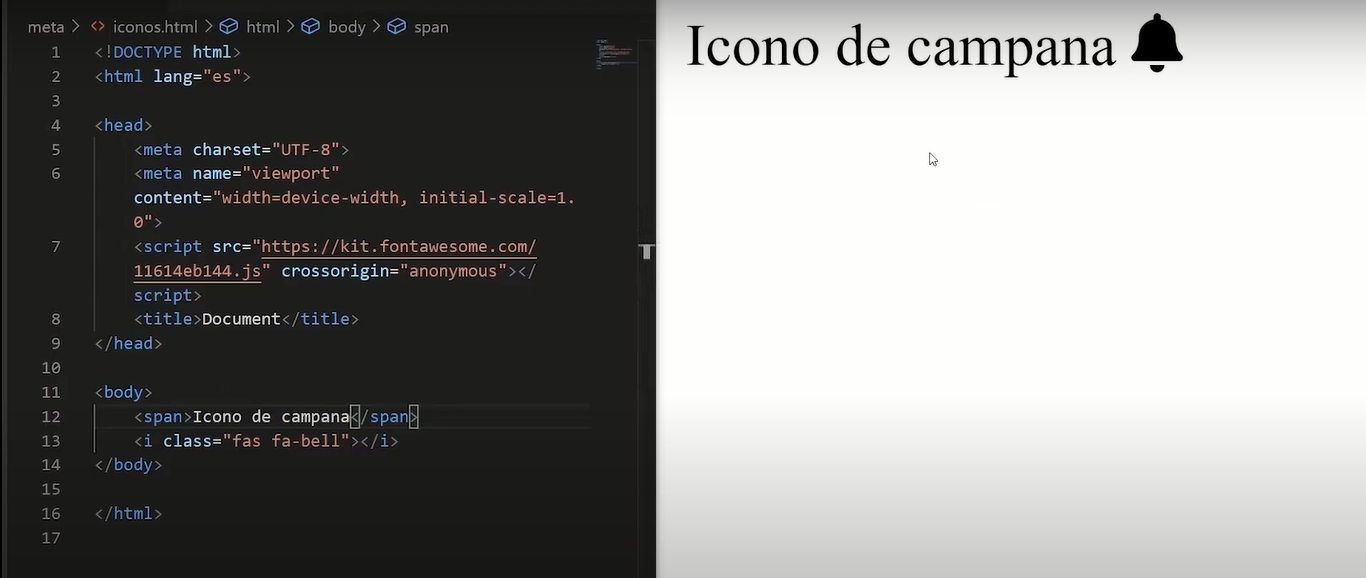 meta > iconos.html > html > body > span
1 <!DOCTYPE html>
2 <html lang="es">
3
4 <head>
5 <meta charset="UTF-8">
6 <meta name="viewport"
content="width=device-width, initial-scale=1.
0">
7 <script src="https://kit.fontawesome.com/
11614eb144.js" crossorigin="anonymous"></
script>
8 <title>Document</title>
9 </head>
10
11 <body>
12 <span>Icono de campana</span>
13 <i class="fas fa-bell"></i>
14 </body>
15
16 </html>
17
Icono de campana